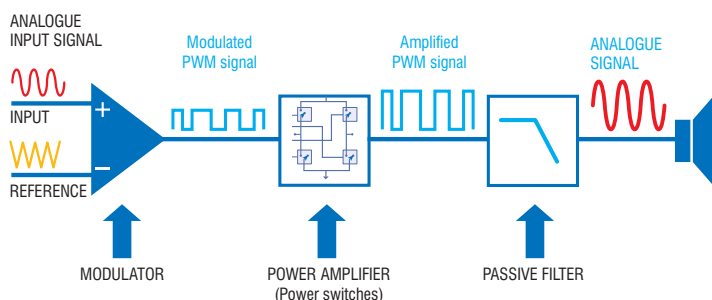 ANALOGUE
INPUT SIGNAL
Modulated
PWM signal
Amplified
PWM signal
ANALOGUE
SIGNAL
+
INPUT
−
REFERENCE
MODULATOR
POWER AMPLIFIER
(Power switches)
PASSIVE FILTER